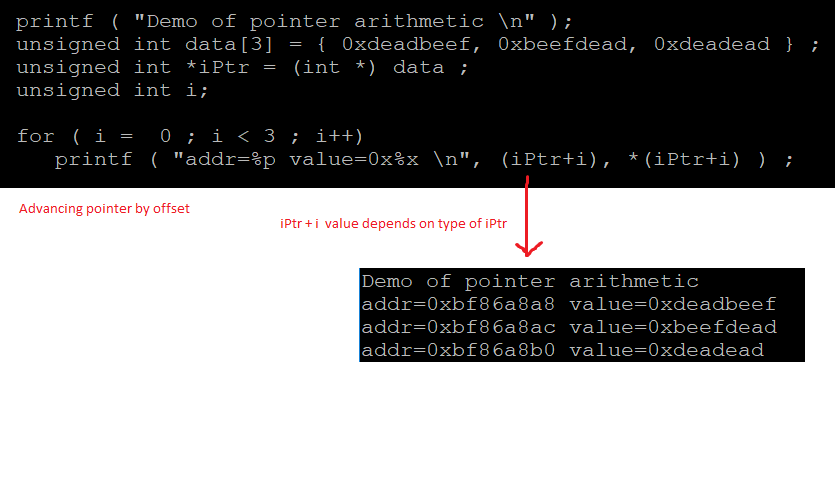 printf ( "Demo of pointer arithmetic \n" );
unsigned int data[3] = { 0xdeadbeef, 0xbeefdead, 0xdeadead } ;
unsigned int *iPtr = (int *) data ;
unsigned int i;
for ( i =  0 ; i < 3 ; i++)
   printf ( "addr=%p value=0x%x \n", (iPtr+i), *(iPtr+i) ) ;
Advancing pointer by offset
iPtr + i  value depends on type of iPtr
Demo of pointer arithmetic
addr=0xbf86a8a8 value=0xdeadbeef
addr=0xbf86a8ac value=0xbeefdead
addr=0xbf86a8b0 value=0xdeadead